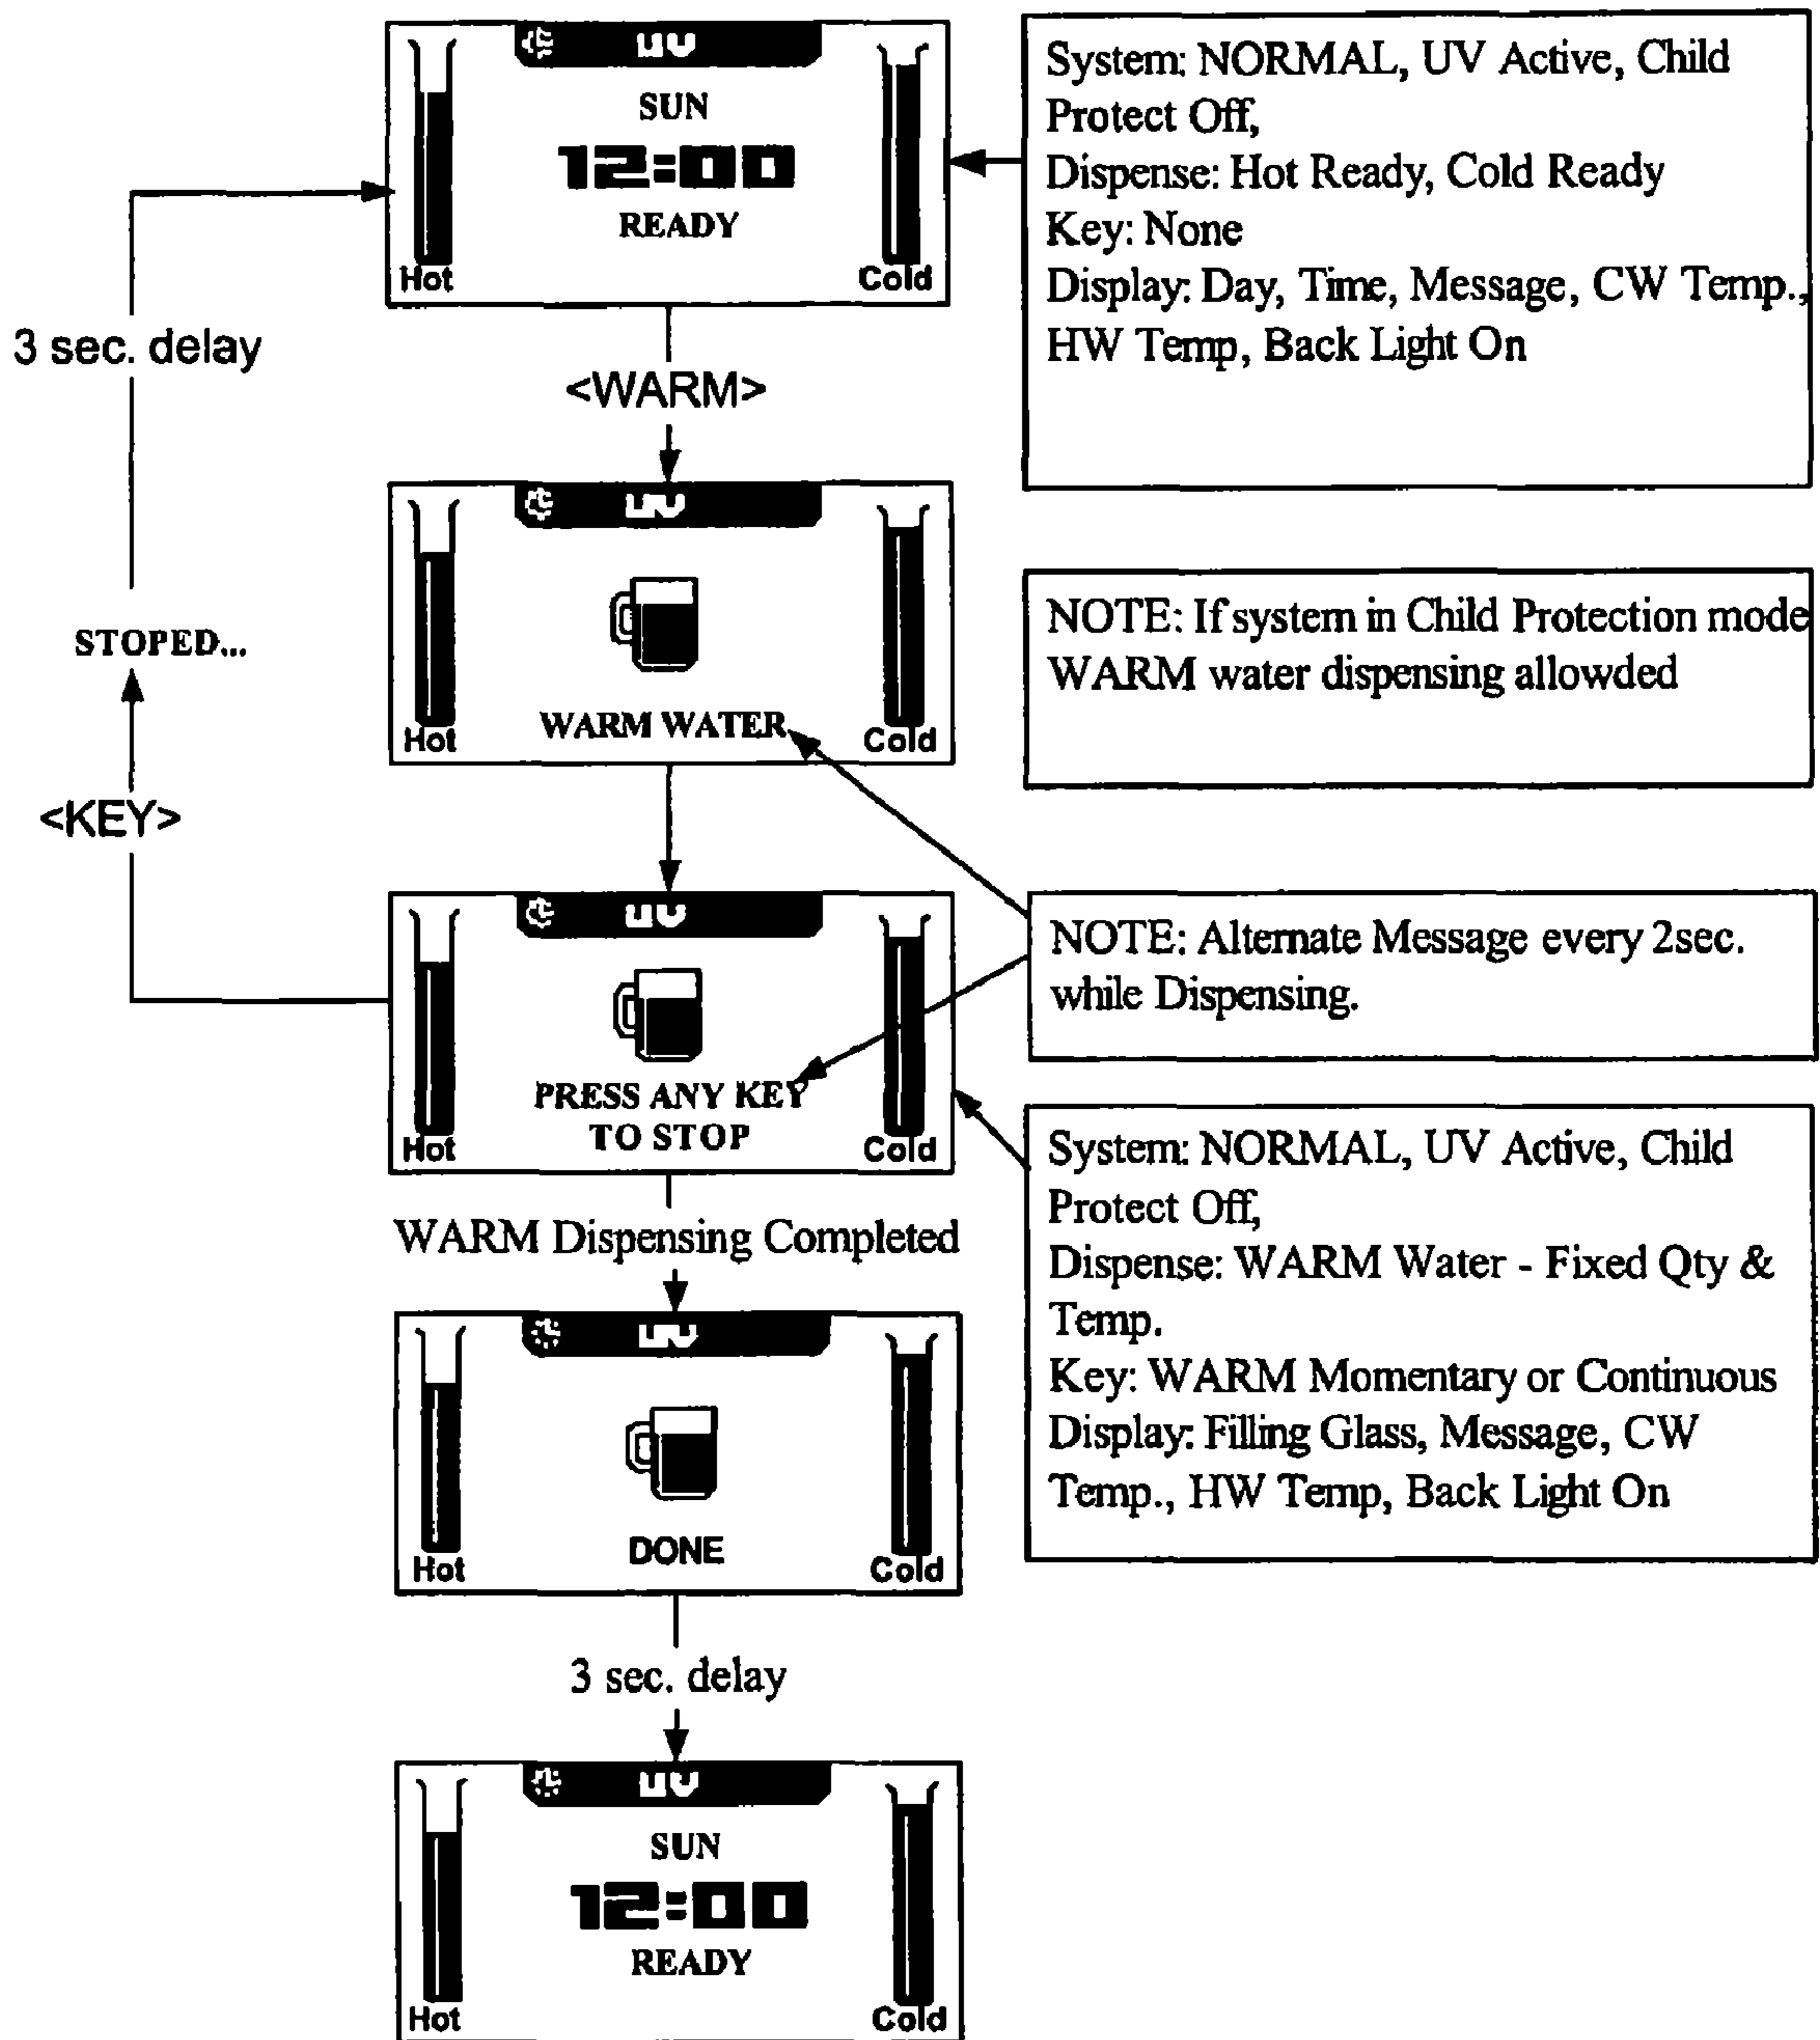 UV
SUN
12:00
READY
Hot
Cold
System: NORMAL, UV Active, Child
Protect Off,
Dispense: Hot Ready, Cold Ready
Key: None
Display: Day, Time, Message, CW Temp.,
HW Temp, Back Light On
3 sec. delay
<WARM>
UV
WARM WATER
Hot
Cold
NOTE: If system in Child Protection mode
WARM water dispensing allowded
STOPED...
<KEY>
UV
PRESS ANY KEY
TO STOP
Hot
Cold
NOTE: Alternate Message every 2sec.
while Dispensing.
System: NORMAL, UV Active, Child
Protect Off,
Dispense: WARM Water - Fixed Qty &
Temp.
Key: WARM Momentary or Continuous
Display: Filling Glass, Message, CW
Temp., HW Temp, Back Light On
WARM Dispensing Completed
UV
DONE
Hot
Cold
3 sec. delay
UV
SUN
12:00
READY
Hot
Cold